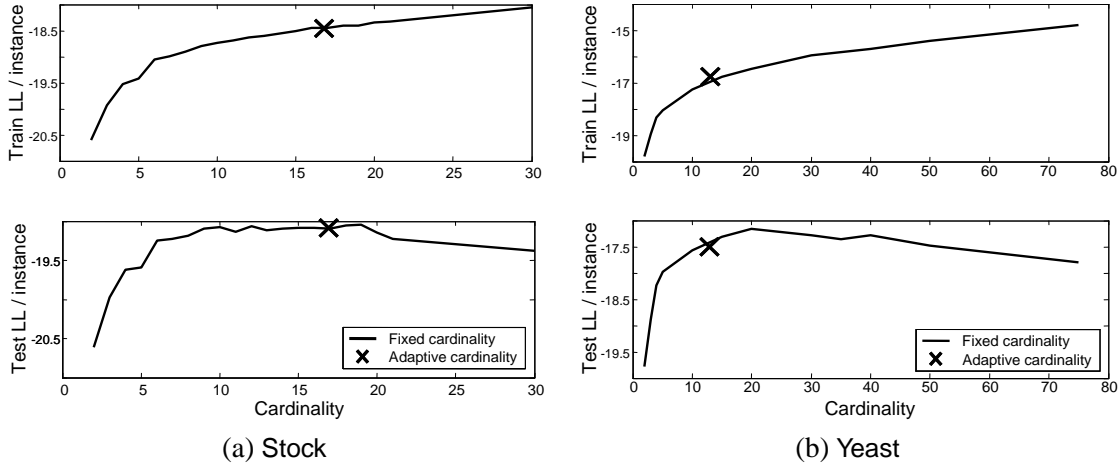 Train LL / instance
-18.5
-19.5
-20.5
0 5 10 15 20 25 30
Test LL / instance
-19.5
-20.5
Fixed cardinality
Adaptive cardinality
0 5 10 15 20 25 30
Cardinality
(a) Stock
Train LL / instance
-15
-17
-19
0 10 20 30 40 50 60 70 80
Test LL / instance
-17.5
-18.5
-19.5
Fixed cardinality
Adaptive cardinality
0 10 20 30 40 50 60 70 80
Cardinality
(b) Yeast